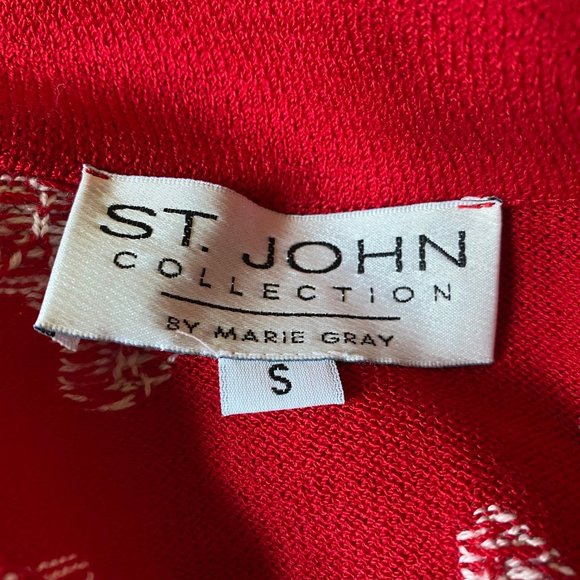 ST. JOHN
COLLECTION
BY MARIE GRAY
S